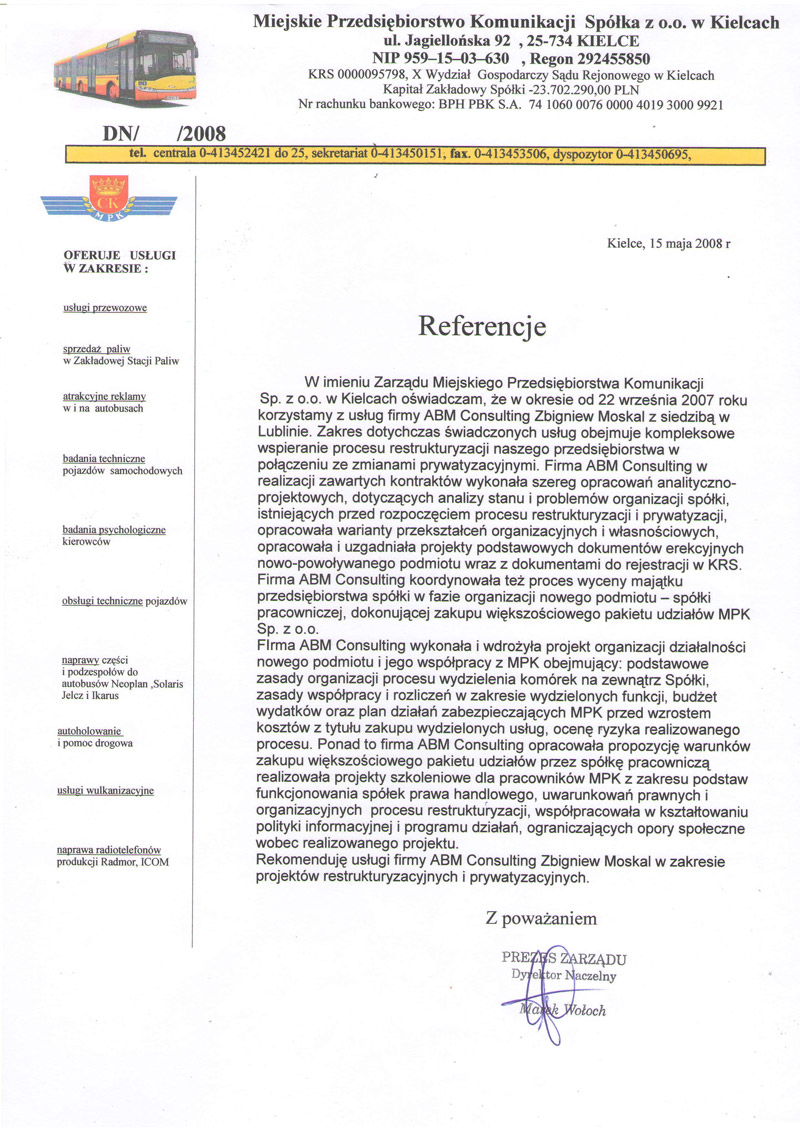 Miejskie Przedsiębiorstwo Komunikacji Spółka z o.o. w Kielcach
ul. Jagiellońska 92 , 25-734 KIELCE
NIP 959–15–03–630 , Regon 292455850
KRS 0000095798, X Wydział Gospodarczy Sądu Rejonowego w Kielcach
Kapitał Zakładowy Spółki -23.702.290,00 PLN
Nr rachunku bankowego: BPH PBK S.A. 74 1060 0076 0000 4019 3000 9921
DN/ /2008
tel. centrala 0-413452421 do 25, sekretariat 0-413450151, fax. 0-413453506, dyspozytor 0-413450695,
CK
MPK
OFERUJE USŁUGI
W ZAKRESIE :
usługi przewozowe
sprzedaż paliw
w Zakładowej Stacji Paliw
atrakcyjne reklamy
w i na autobusach
badania techniczne
pojazdów samochodowych
badania psychologiczne
kierowców
obsługi techniczne pojazdów
naprawy części
i podzespołów do
autobusów Neoplan ,Solaris
Jelcz i Ikarus
autoholowanie
i pomoc drogowa
usługi wulkanizacyjne
naprawa radiotelefonów
produkcji Radmor, ICOM
Kielce, 15 maja 2008 r
Referencje
W imieniu Zarządu Miejskiego Przedsiębiorstwa Komunikacji
Sp. z o.o. w Kielcach oświadczam, że w okresie od 22 września 2007 roku
korzystamy z usług firmy ABM Consulting Zbigniew Moskal z siedzibą w
Lublinie. Zakres dotychczas świadczonych usług obejmuje kompleksowe
wspieranie procesu restrukturyzacji naszego przedsiębiorstwa w
połączeniu ze zmianami prywatyzacyjnymi. Firma ABM Consulting w
realizacji zawartych kontraktów wykonała szereg opracowań analityczno-
projektowych, dotyczących analizy stanu i problemów organizacji spółki,
istniejących przed rozpoczęciem procesu restrukturyzacji i prywatyzacji,
opracowała warianty przekształceń organizacyjnych i własnościowych,
opracowała i uzgadniała projekty podstawowych dokumentów erekcyjnych
nowo-powoływanego podmiotu wraz z dokumentami do rejestracji w KRS.
Firma ABM Consulting koordynowała też proces wyceny majątku
przedsiębiorstwa spółki w fazie organizacji nowego podmiotu – spółki
pracowniczej, dokonującej zakupu większościowego pakietu udziałów MPK
Sp. z o.o.
FIrma ABM Consulting wykonała i wdrożyła projekt organizacji działalności
nowego podmiotu i jego współpracy z MPK obejmujący: podstawowe
zasady organizacji procesu wydzielenia komórek na zewnątrz Spółki,
zasady współpracy i rozliczeń w zakresie wydzielonych funkcji, budżet
wydatków oraz plan działań zabezpieczających MPK przed wzrostem
kosztów z tytułu zakupu wydzielonych usług, ocenę ryzyka realizowanego
procesu. Ponad to firma ABM Consulting opracowała propozycję warunków
zakupu większościowego pakietu udziałów przez spółkę pracowniczą
realizowała projekty szkoleniowe dla pracowników MPK z zakresu podstaw
funkcjonowania spółek prawa handlowego, uwarunkowań prawnych i
organizacyjnych procesu restrukturyzacji, współpracowała w kształtowaniu
polityki informacyjnej i programu działań, ograniczających opory społeczne
wobec realizowanego projektu.
Rekomenduję usługi firmy ABM Consulting Zbigniew Moskal w zakresie
projektów restrukturyzacyjnych i prywatyzacyjnych.
Z poważaniem
PREZES ZARZĄDU
Dyrektor Naczelny
Marek Wołoch